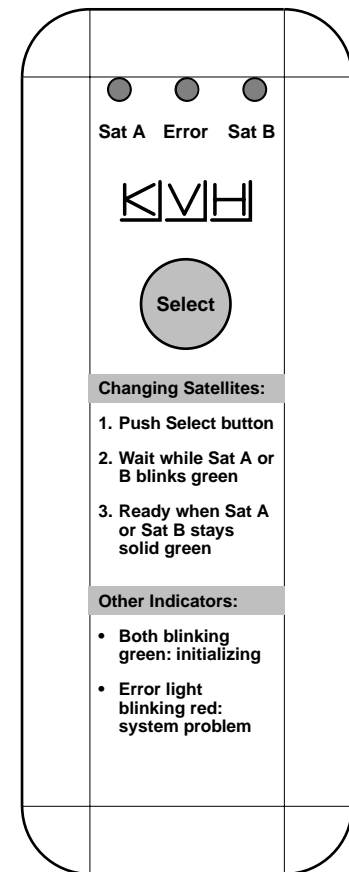 Sat A Error Sat B
KVH
Select
Changing Satellites:
1. Push Select button
2. Wait while Sat A or
B blinks green
3. Ready when Sat A
or Sat B stays
solid green
Other Indicators:
• Both blinking
green: initializing
• Error light
blinking red:
system problem